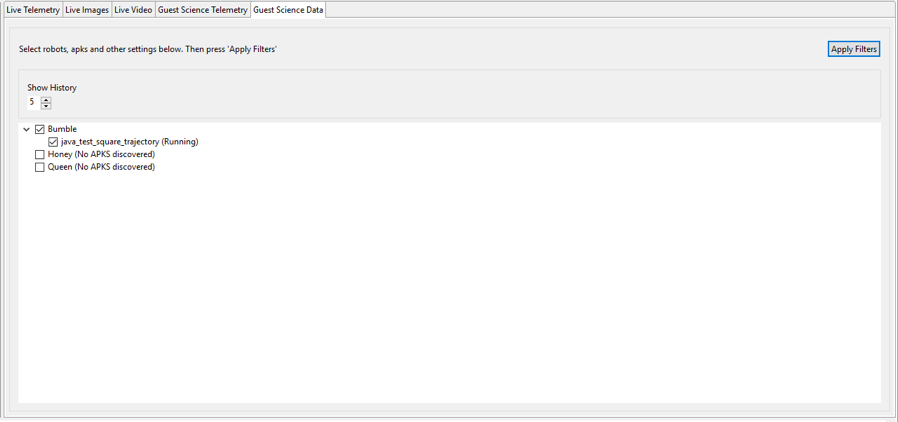 Live Telemetry Live Images Live Video Guest Science Telemetry Guest Science Data
Select robots, apks and other settings below. Then press 'Apply Filters' Apply Filters
Show History
5
Bumble
java_test_square_trajectory (Running)
Honey (No APKS discovered)
Queen (No APKS discovered)